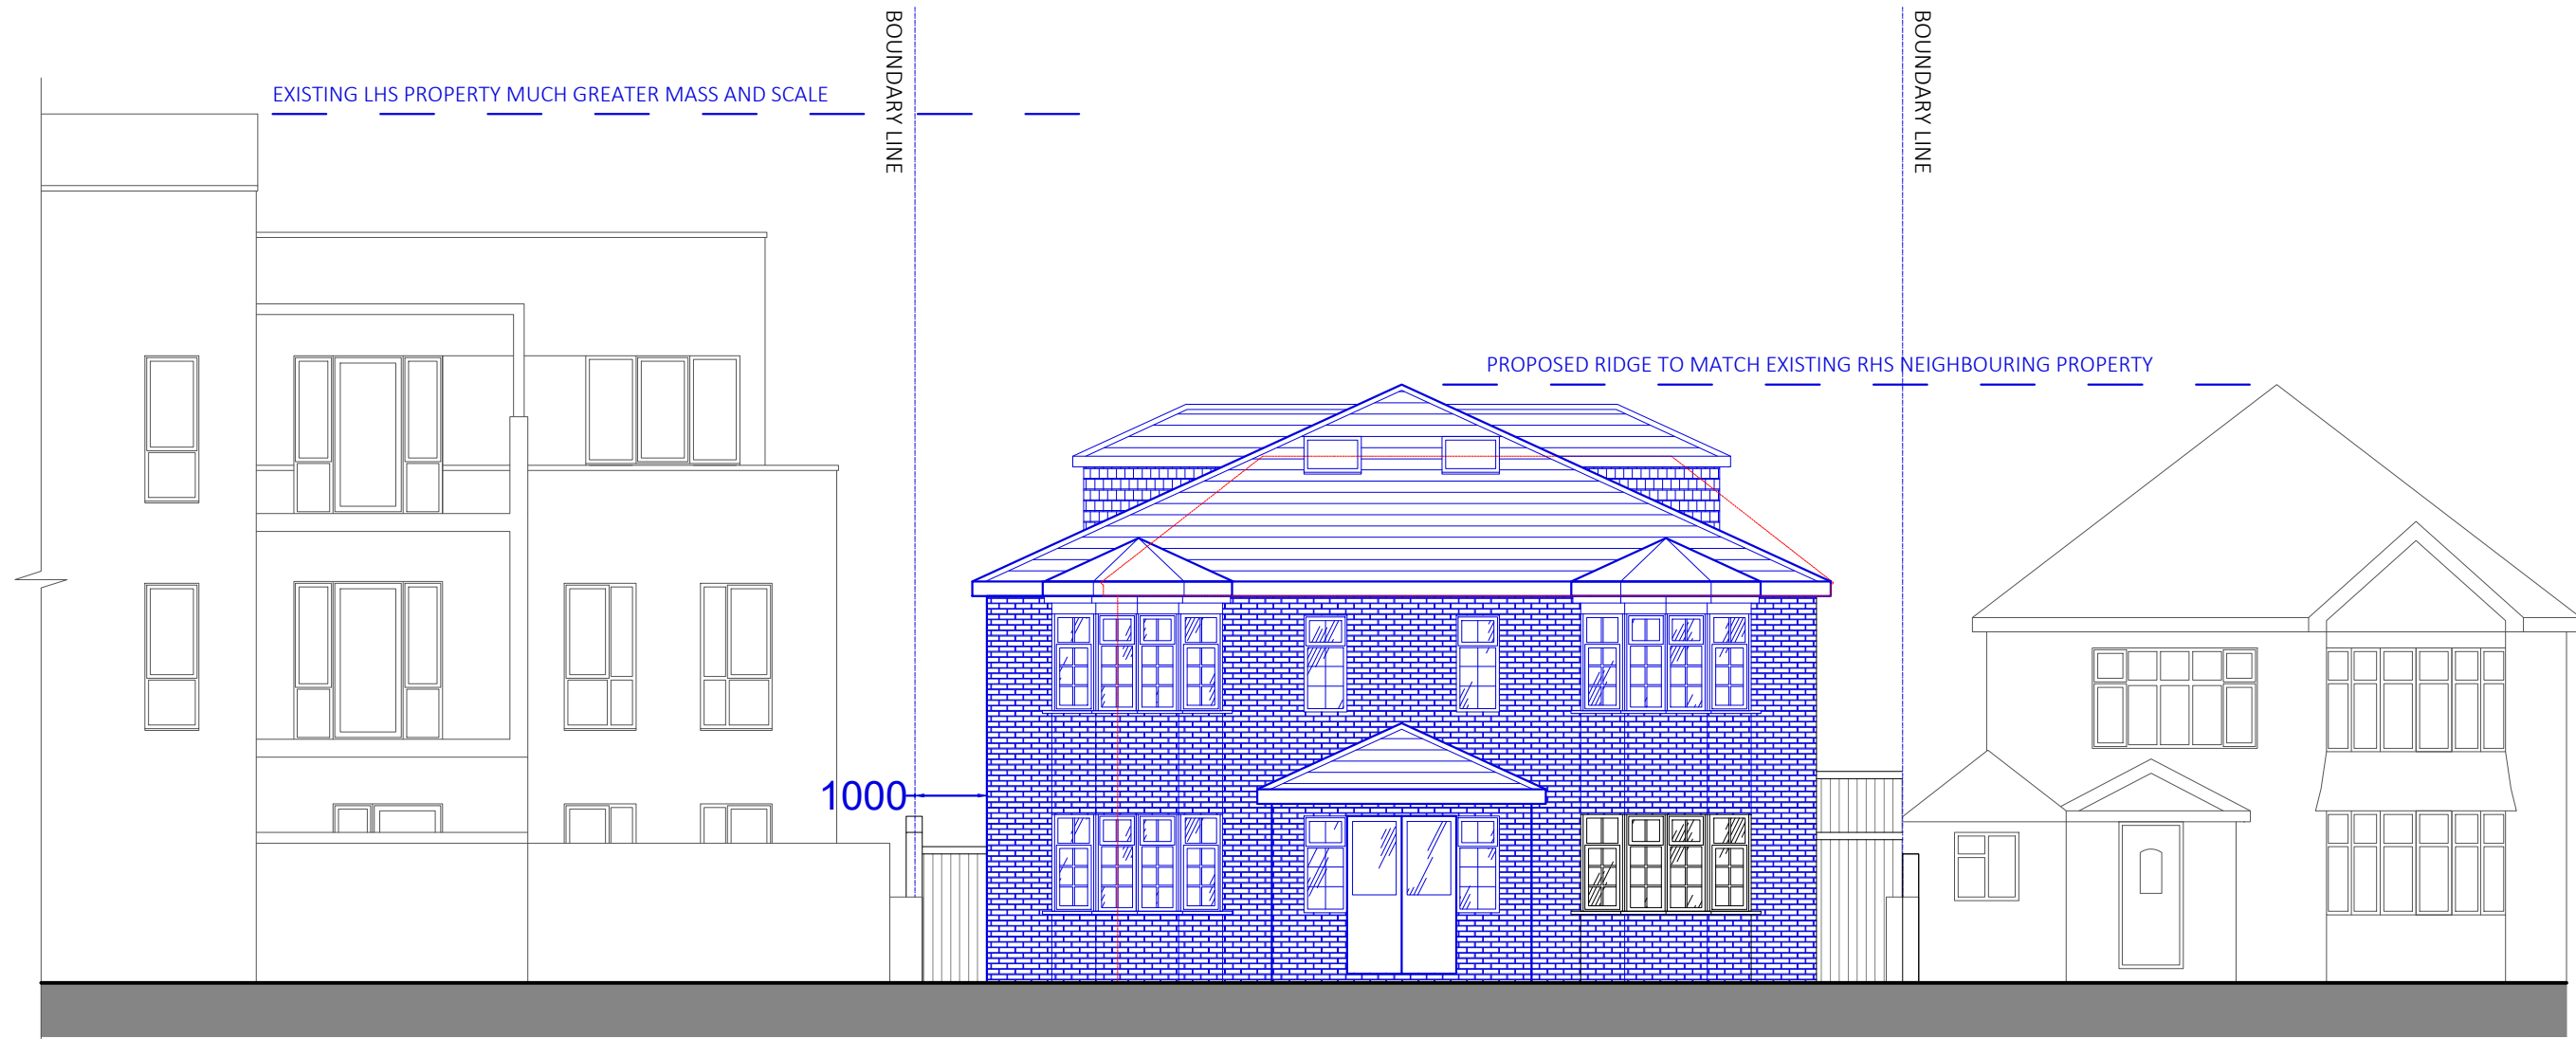 BOUNDARY LINE
BOUNDARY LINE
EXISTING LHS PROPERTY MUCH GREATER MASS AND SCALE
PROPOSED RIDGE TO MATCH EXISTING RHS NEIGHBOURING PROPERTY
1000